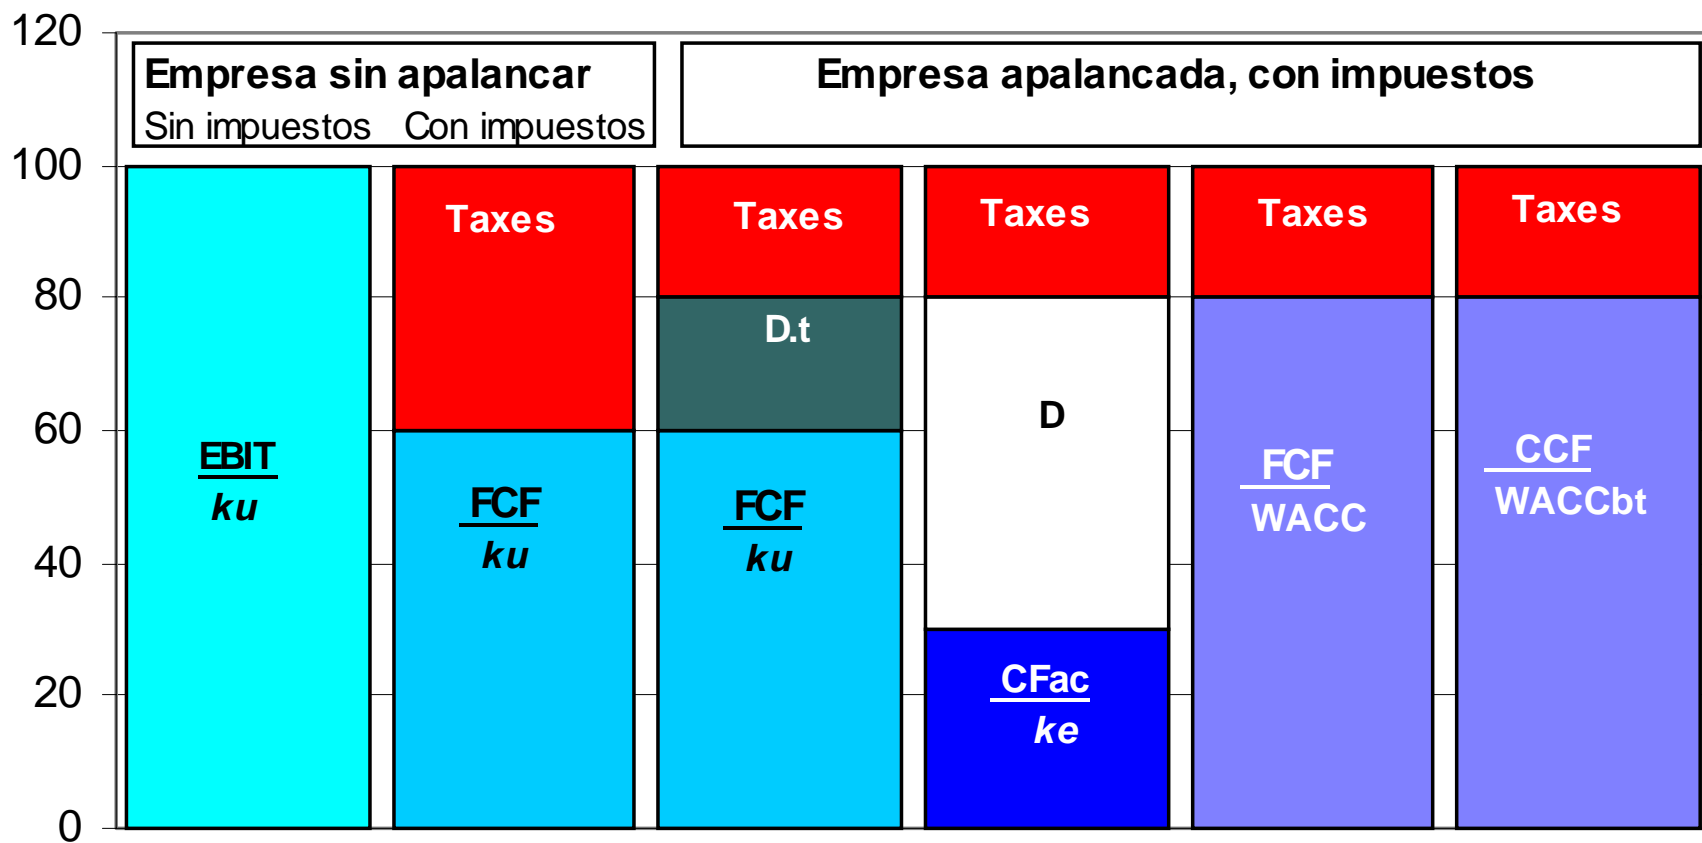 120
Empresa sin apalancar
Sin impuestos Con impuestos
Empresa apalancada, con impuestos
100
Taxes
Taxes
Taxes
Taxes
Taxes
80
D.t
D
60
EBIT
ku
FCF
ku
FCF
ku
FCF
WACC
CCF
WACCbt
40
20
CFac
ke
0